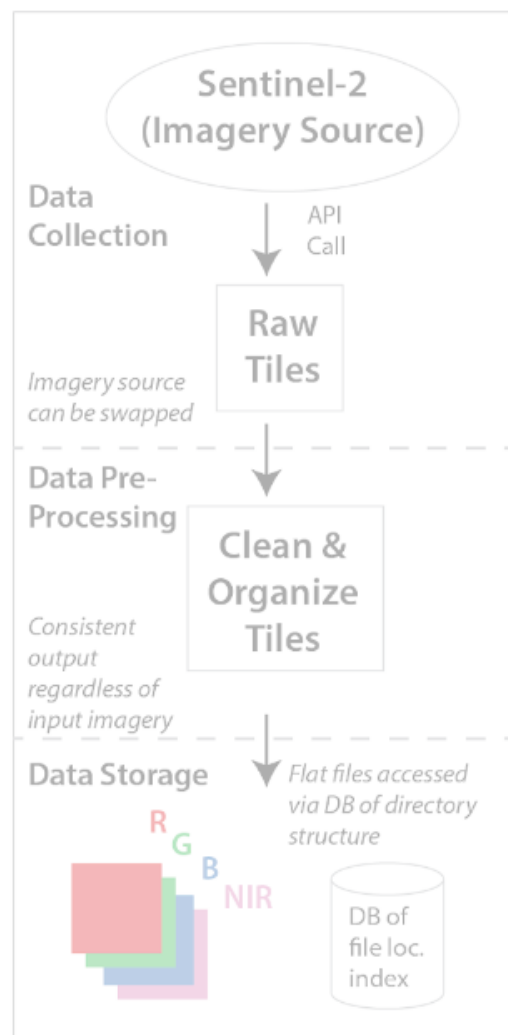 Sentinel-2
(Imagery Source)
Data
Collection
API
Call
Raw
Tiles
Imagery source
can be swapped
Data Pre-
Processing
Clean &
Organize
Tiles
Consistent
output
regardless of
input imagery
Data Storage
Flat files accessed
via DB of directory
structure
R
G
B
NIR
DB of
file loc.
index